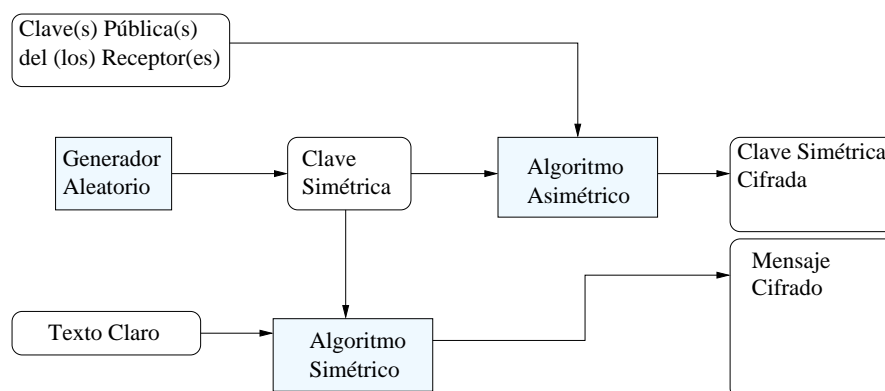 Clave(s) Pública(s)
del (los) Receptor(es)
Generador
Aleatorio
Clave
Simétrica
Algoritmo
Asimétrico
Clave Simétrica
Cifrada
Mensaje
Cifrado
Texto Claro
Algoritmo
Simétrico